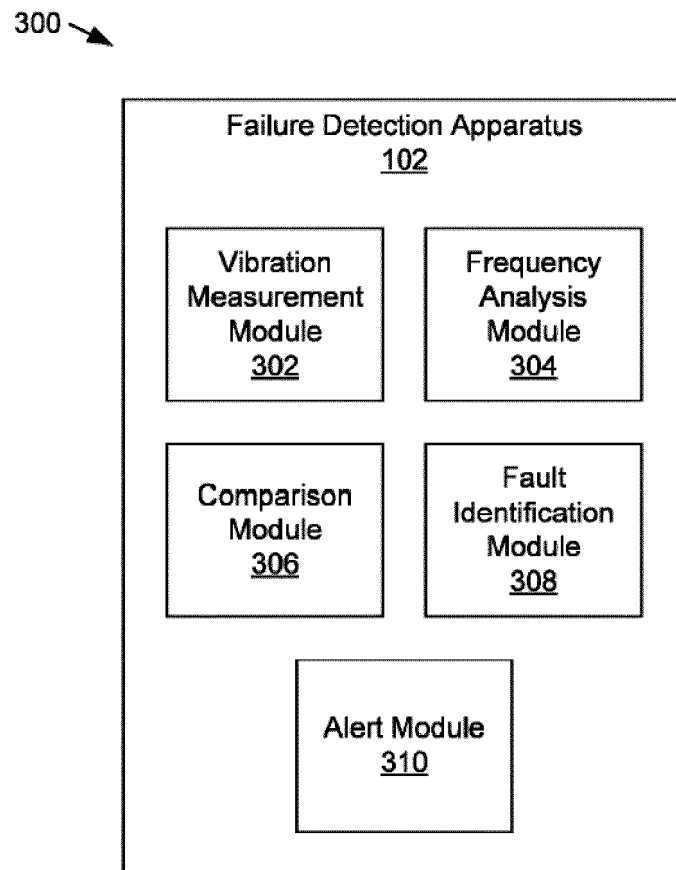 300
Failure Detection Apparatus
102
Vibration
Measurement
Module
302
Frequency
Analysis
Module
304
Comparison
Module
306
Fault
Identification
Module
308
Alert Module
310